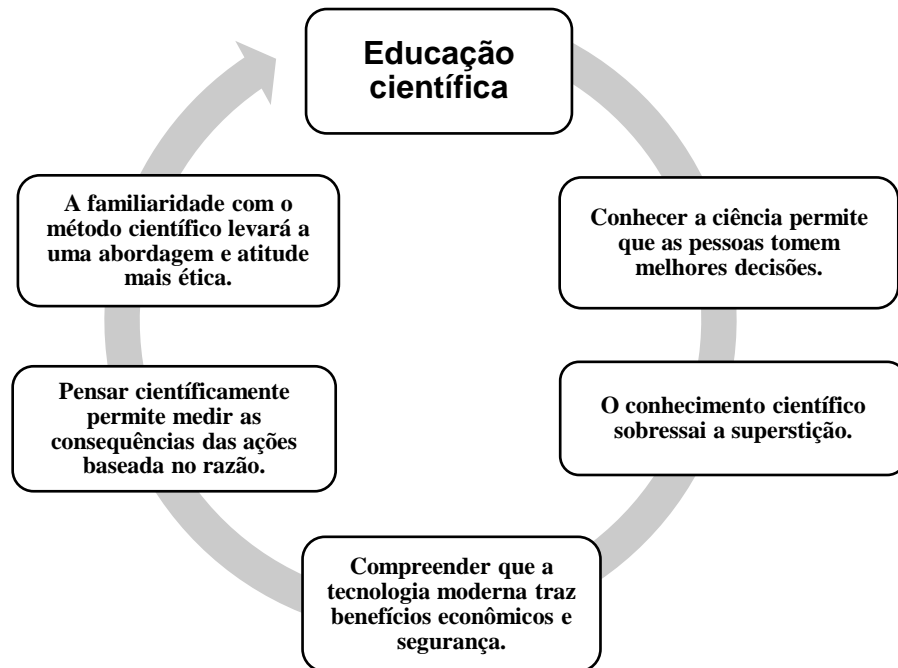 Educação
científica
Conhecer a ciência permite
que as pessoas tomem
melhores decisões.
O conhecimento científico
sobressai a superstição.
Compreender que a
tecnologia moderna traz
benefícios econômicos e
segurança.
Pensar científicamente
permite medir as
consequências das ações
baseada no razão.
A familiaridade com o
método científico levará a
uma abordagem e atitude
mais ética.